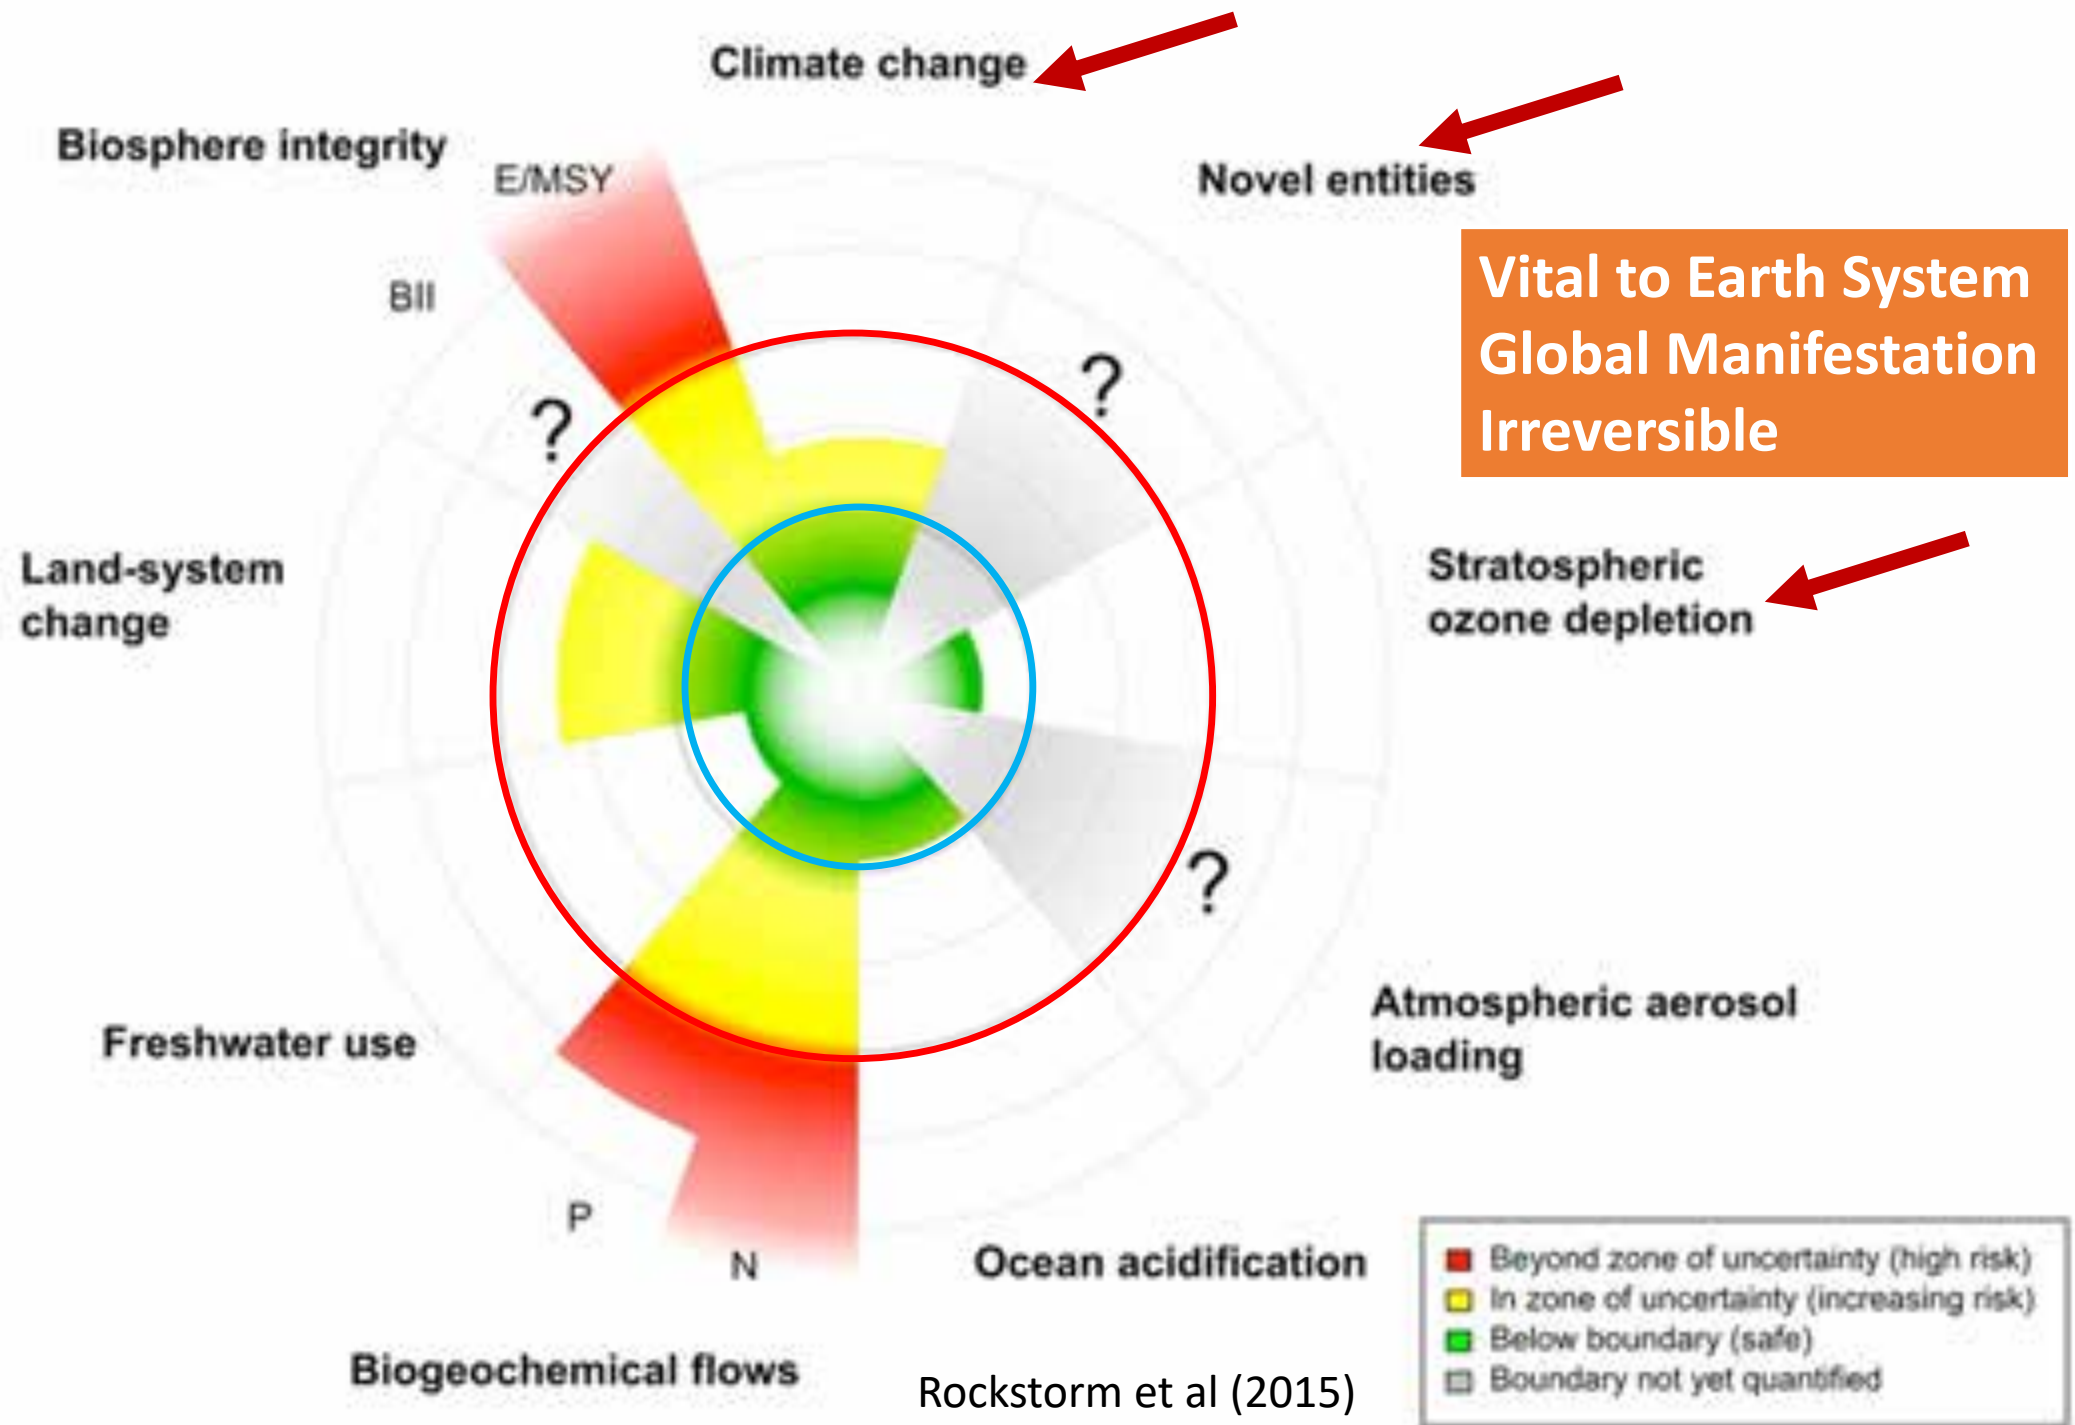 Climate change
Biosphere integrity
E/MSY
Novel entities
Vital to Earth System
Global Manifestation
Irreversible
BII
?
?
Land-system
change
Stratospheric
ozone depletion
?
Freshwater use
Atmospheric aerosol
loading
P
N
Ocean acidification
Biogeochemical flows
Rockstorm et al (2015)
Beyond zone of uncertainty (high risk)
In zone of uncertainty (increasing risk)
Below boundary (safe)
Boundary not yet quantified